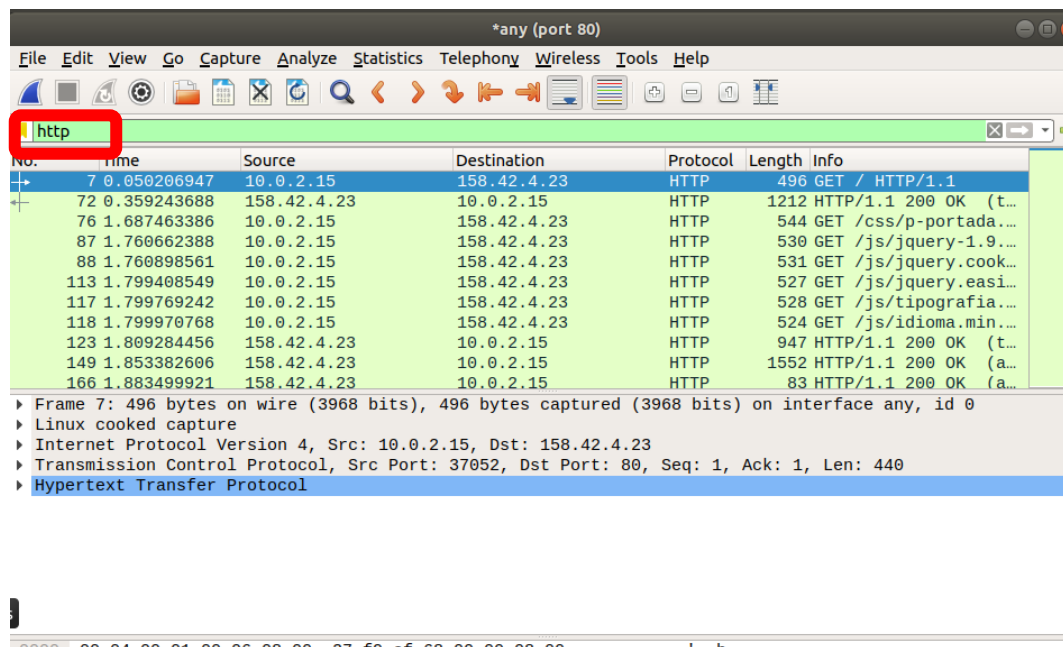 *any (port 80)
File Edit View Go Capture Analyze Statistics Telephony Wireless Tools Help
http
No. Time Source Destination Protocol Length Info
7 0.050206947 10.0.2.15 158.42.4.23 HTTP 496 GET / HTTP/1.1
72 0.359243688 158.42.4.23 10.0.2.15 HTTP 1212 HTTP/1.1 200 OK (t…
76 1.687463386 10.0.2.15 158.42.4.23 HTTP 544 GET /css/p-portada.…
87 1.760662388 10.0.2.15 158.42.4.23 HTTP 530 GET /js/jquery-1.9.…
88 1.760898561 10.0.2.15 158.42.4.23 HTTP 531 GET /js/jquery.cook…
113 1.799408549 10.0.2.15 158.42.4.23 HTTP 527 GET /js/jquery.easi…
117 1.799769242 10.0.2.15 158.42.4.23 HTTP 528 GET /js/tipografia.…
118 1.799970768 10.0.2.15 158.42.4.23 HTTP 524 GET /js/idioma.min.…
123 1.809284456 158.42.4.23 10.0.2.15 HTTP 947 HTTP/1.1 200 OK (t…
149 1.853382606 158.42.4.23 10.0.2.15 HTTP 1552 HTTP/1.1 200 OK (a…
166 1.883499921 158.42.4.23 10.0.2.15 HTTP 83 HTTP/1.1 200 OK (a…
Frame 7: 496 bytes on wire (3968 bits), 496 bytes captured (3968 bits) on interface any, id 0
Linux cooked capture
Internet Protocol Version 4, Src: 10.0.2.15, Dst: 158.42.4.23
Transmission Control Protocol, Src Port: 37052, Dst Port: 80, Seq: 1, Ack: 1, Len: 440
Hypertext Transfer Protocol